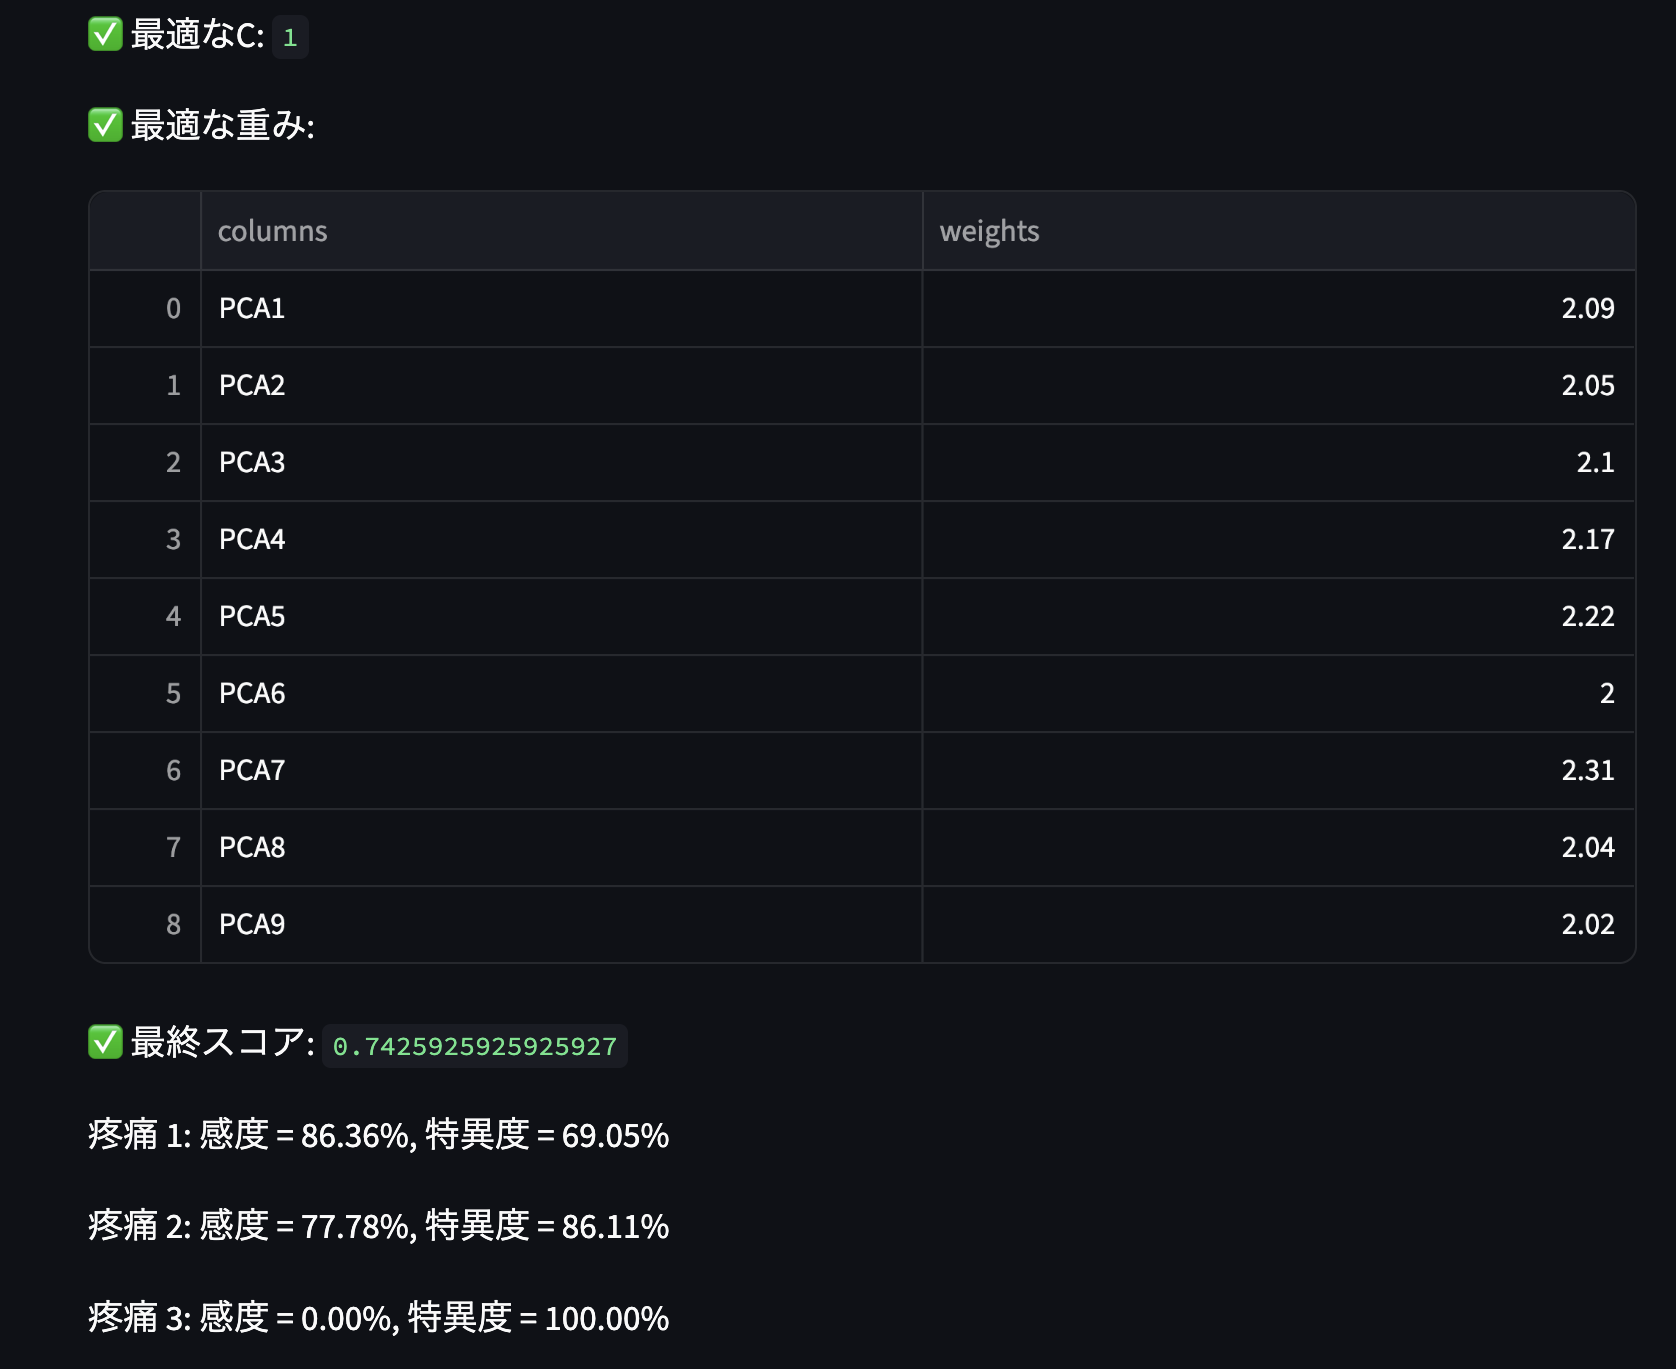 ✅ 最適なC: 1
✅ 最適な重み:
columns weights
0 PCA1 2.09
1 PCA2 2.05
2 PCA3 2.1
3 PCA4 2.17
4 PCA5 2.22
5 PCA6 2
6 PCA7 2.31
7 PCA8 2.04
8 PCA9 2.02
✅ 最終スコア: 0.7425925925925927
疼痛 1: 感度 = 86.36%, 特異度 = 69.05%
疼痛 2: 感度 = 77.78%, 特異度 = 86.11%
疼痛 3: 感度 = 0.00%, 特異度 = 100.00%